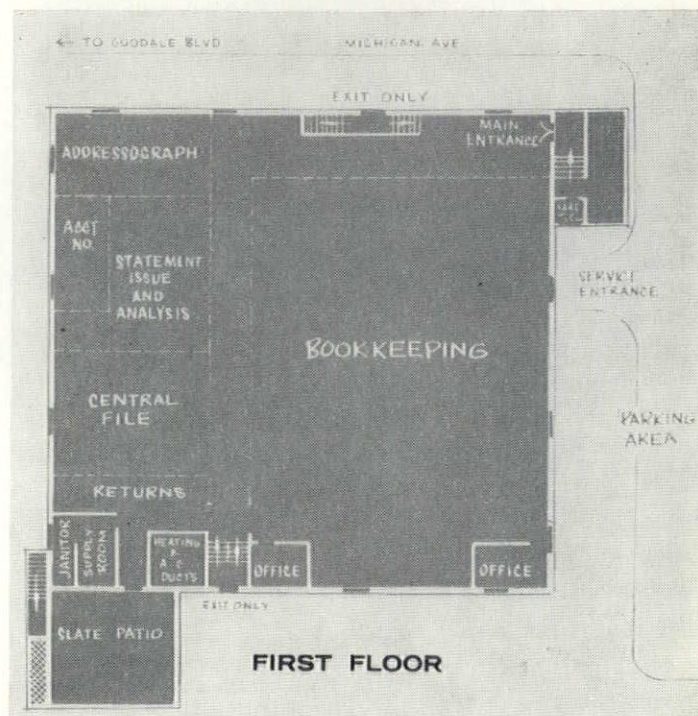 ← TO GOODALE BLVD
MICHIGAN AVE
EXIT ONLY
MAIN
ENTRANCE
ADDRESSOGRAPH
ACCT
NO.
STATEMENT
ISSUE
AND
ANALYSIS
SERVICE
ENTRANCE
BOOKKEEPING
CENTRAL
FILE
PARKING
AREA
RETURNS
JANITOR
SUPPLY
ROOM
HEATING
&
A-C
DUCTS
OFFICE
OFFICE
EXIT ONLY
SLATE PATIO
FIRST FLOOR